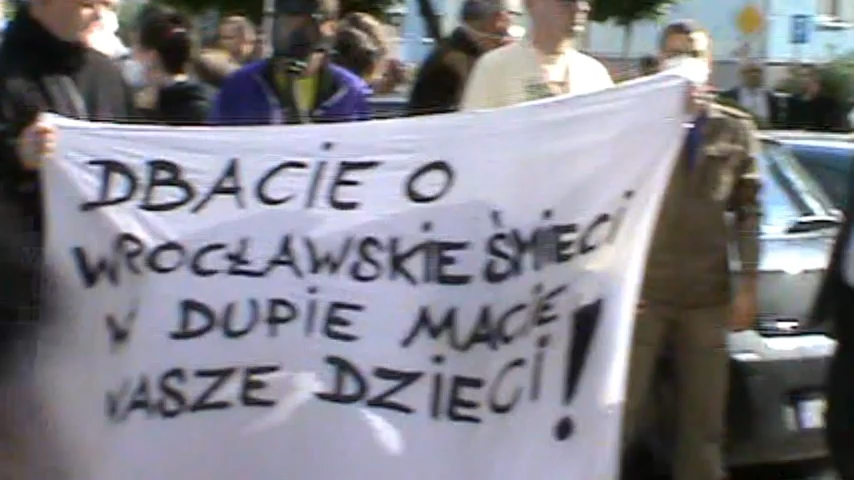 DBACIE O
WROCŁAWSKIE ŚMIECI
W DUPIE MACIE
WASZE DZIECI!